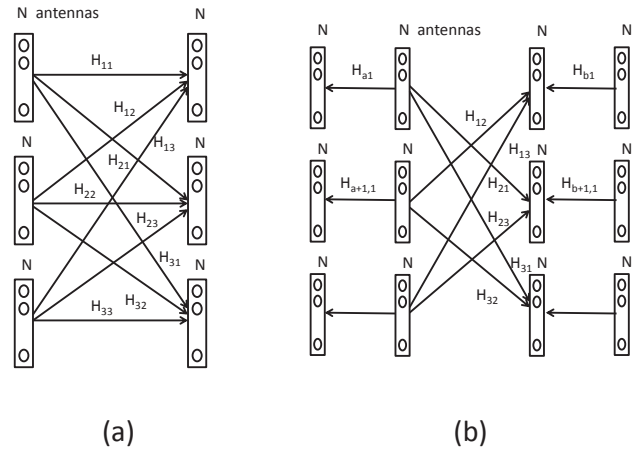 N antennas N
H11
H12
H13
N N
H21
H22
H23
N H31 N
H33 H32
(a)
N N antennas N N
Ha1 Hb1
H12
H13
N N N N
Ha+1,1 H21 Hb+1,1
H23
N N N N
H31
H32
(b)